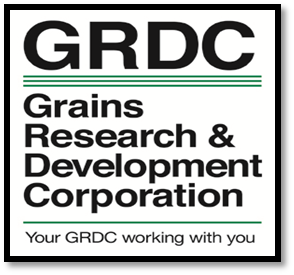 GRDC
Grains
Research &
Development
Corporation
Your GRDC working with you